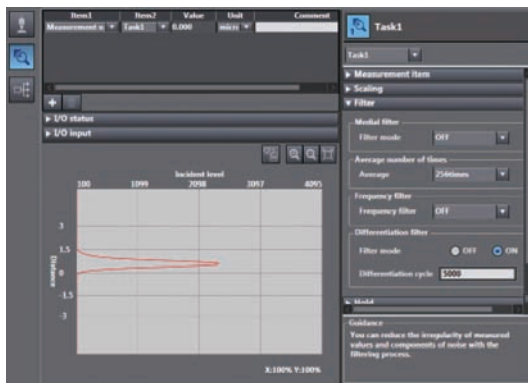 Item1 Item2 Value Unit Comment
Measurement n Task1 0.000 micr
I/O status
I/O input
Incident level
100 1099 2098 3097 4095
Distance
3
1.5
0
-1.5
-3
X:100% Y:100%
Task1
Task1
Measurement Item
Scaling
Filter
Medial filter
Filter mode OFF
Average number of times
Average 256times
Frequency filter
Frequency filter OFF
Differentiation filter
Filter mode OFF ON
Differentiation cycle 5000
Hold
Guidance
You can reduce the irregularity of measured
values and components of noise with the
filtering process.